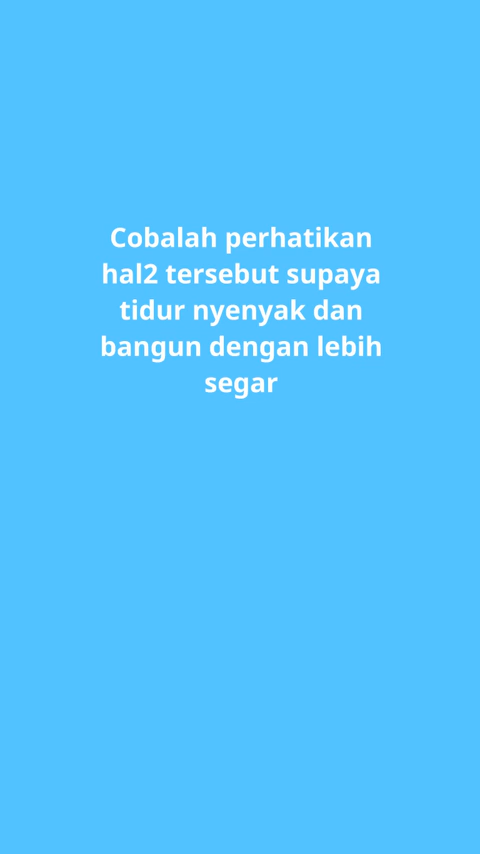 Cobalah perhatikan
hal2 tersebut supaya
tidur nyenyak dan
bangun dengan lebih
segar